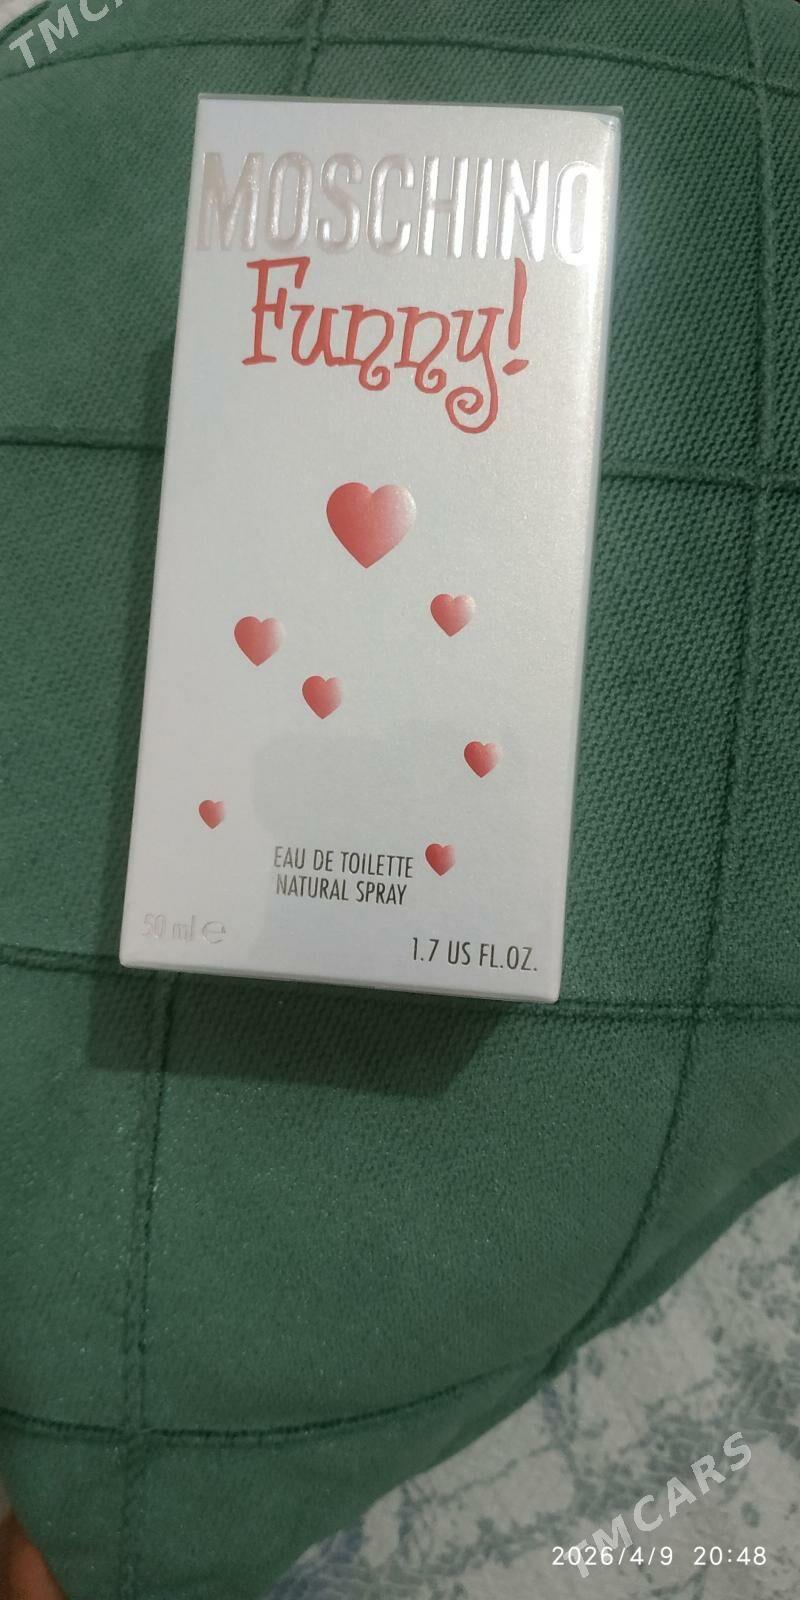 TMCA
MOSCHINO
Funny!
EAU DE TOILETTE
NATURAL SPRAY
50 ml ℮
1.7 US FL.OZ.
TMCARS
2026/4/9 20:48